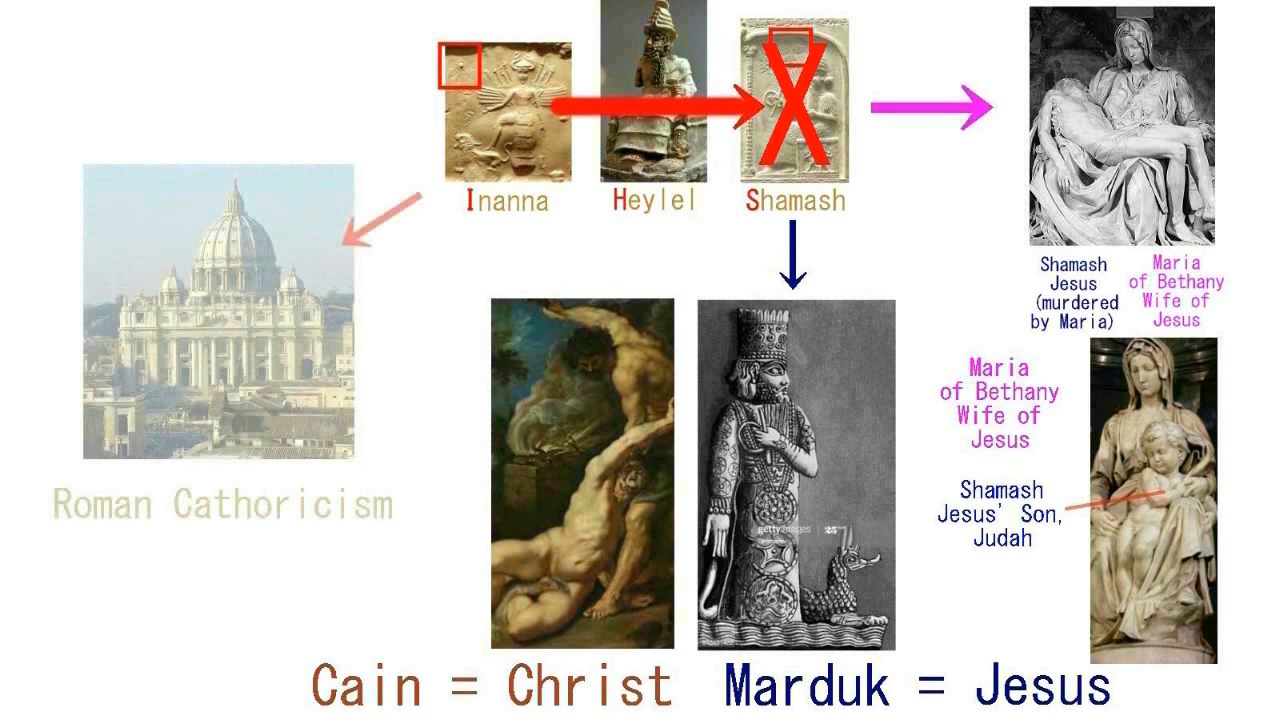 Inanna
Heylel
Shamash
Shamash
Jesus
(murdered
by Maria)
Maria
of Bethany
Wife of
Jesus
Maria
of Bethany
Wife of
Jesus
Shamash
Jesus' Son,
Judah
Roman Cathoricism
gettyimages
Cain = Christ
Marduk = Jesus